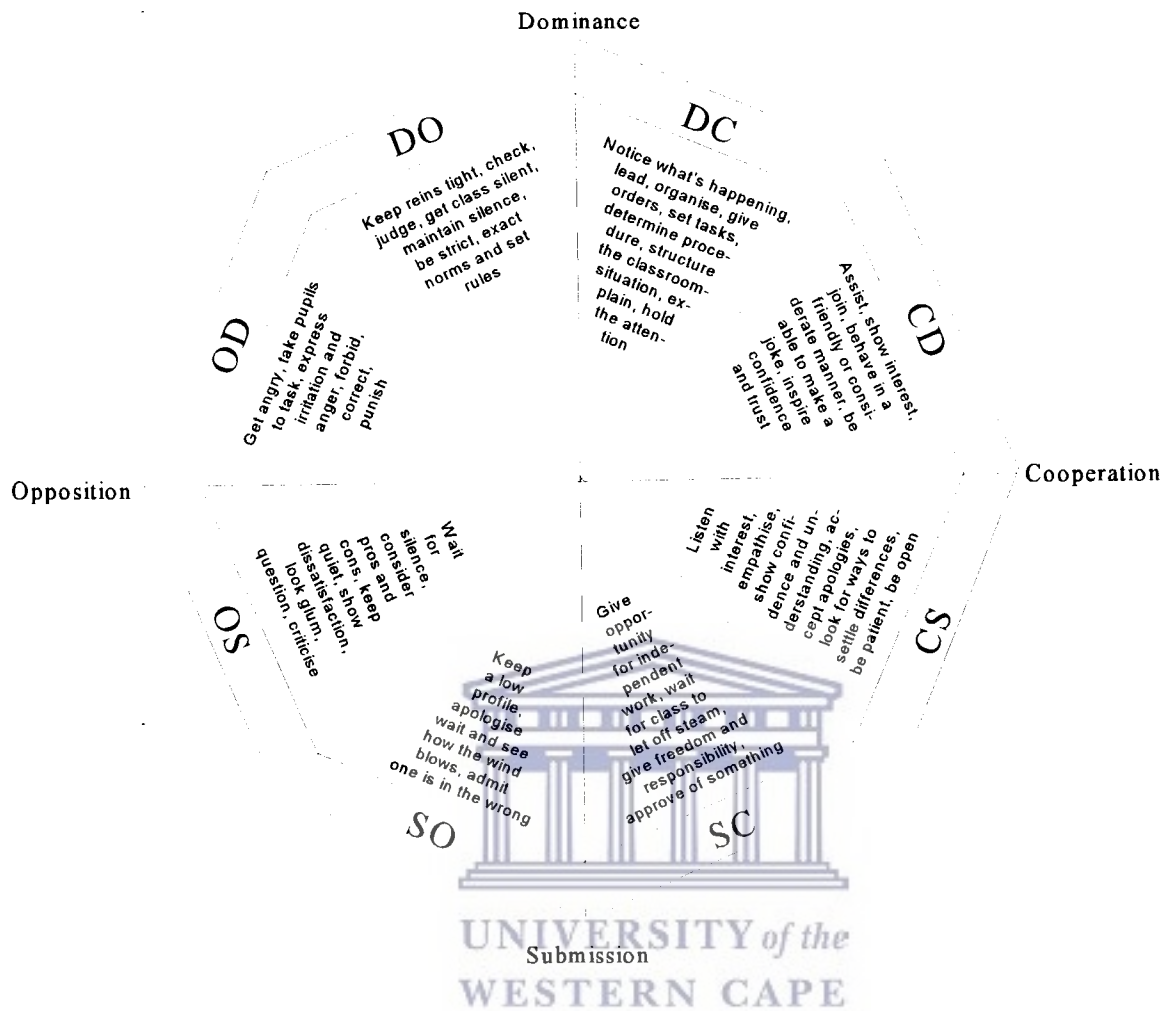 Dominance
DO
Keep reins tight, check,
judge, get class silent,
maintain silence,
be strict, exact
norms and set
rules
DC
Notice what's happening,
lead, organise, give
orders, set tasks,
determine proce-
dure, structure
the classroom-
situation, ex-
plain, hold
the atten-
tion
OD
Get angry, take pupils
to task, express
irritation and
anger, forbid,
correct,
punish
CD
Assist, show interest,
join, behave in a
friendly or consi-
derate manner, be
able to make a
joke, inspire
confidence
and trust
Opposition
Cooperation
OS
Wait
for
silence,
consider
pros and
cons, keep
quiet, show
dissatisfaction,
look glum,
question, criticise
CS
Listen
with
interest,
empathise,
show confi-
dence and un-
derstanding, ac-
cept apologies,
look for ways to
settle differences,
be patient, be open
SO
Keep
a low
profile,
apologise
wait and see
how the wind
blows, admit
one is in the wrong
SC
Give
oppor-
tunity
for inde-
pendent
work, wait
for class to
let off steam,
give freedom and
responsibility,
approve of something
Submission
UNIVERSITY of the
WESTERN CAPE